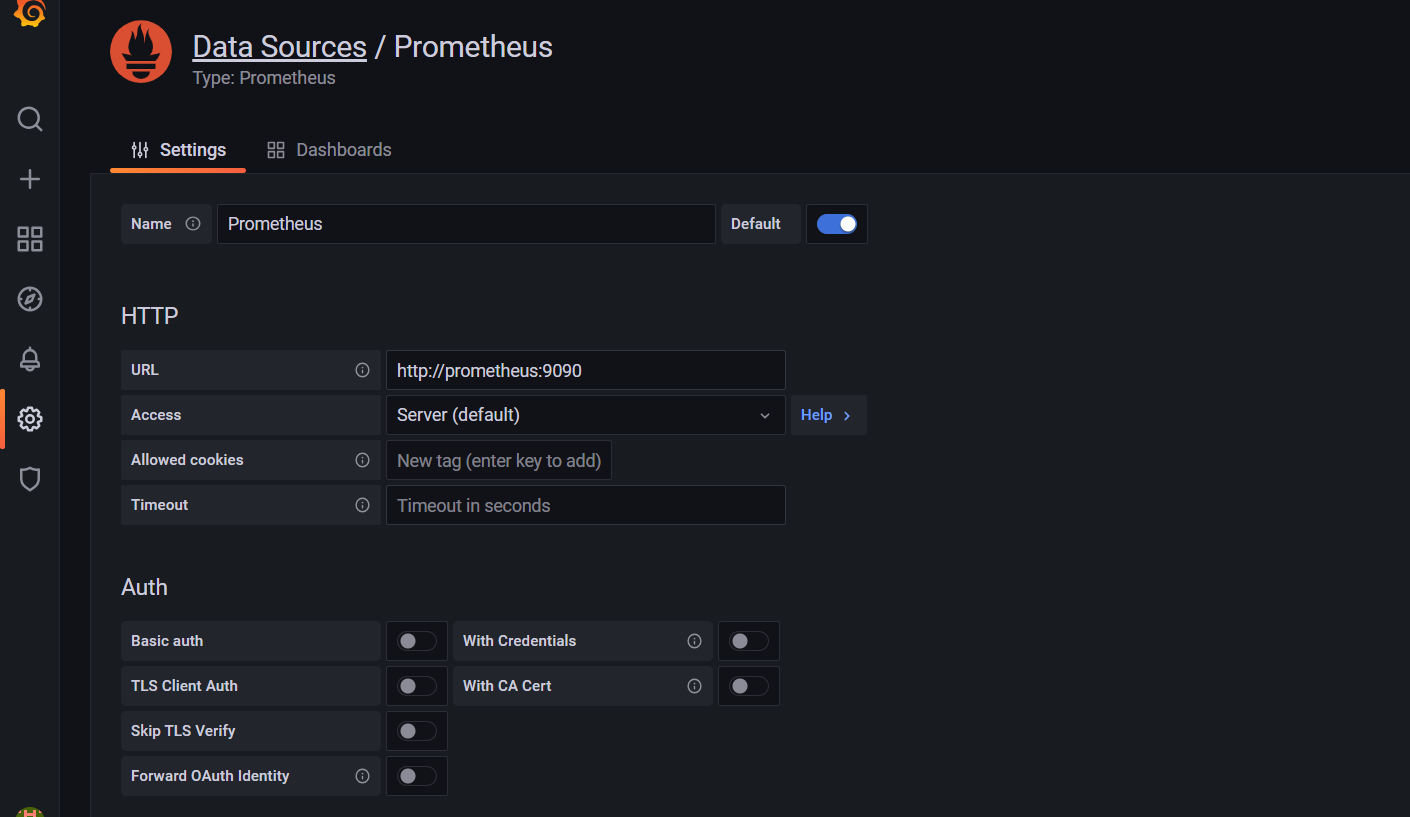 Data Sources / Prometheus
Type: Prometheus
Settings Dashboards
Name Prometheus Default
HTTP
URL http://prometheus:9090
Access Server (default) Help
Allowed cookies New tag (enter key to add)
Timeout Timeout in seconds
Auth
Basic auth With Credentials
TLS Client Auth With CA Cert
Skip TLS Verify
Forward OAuth Identity